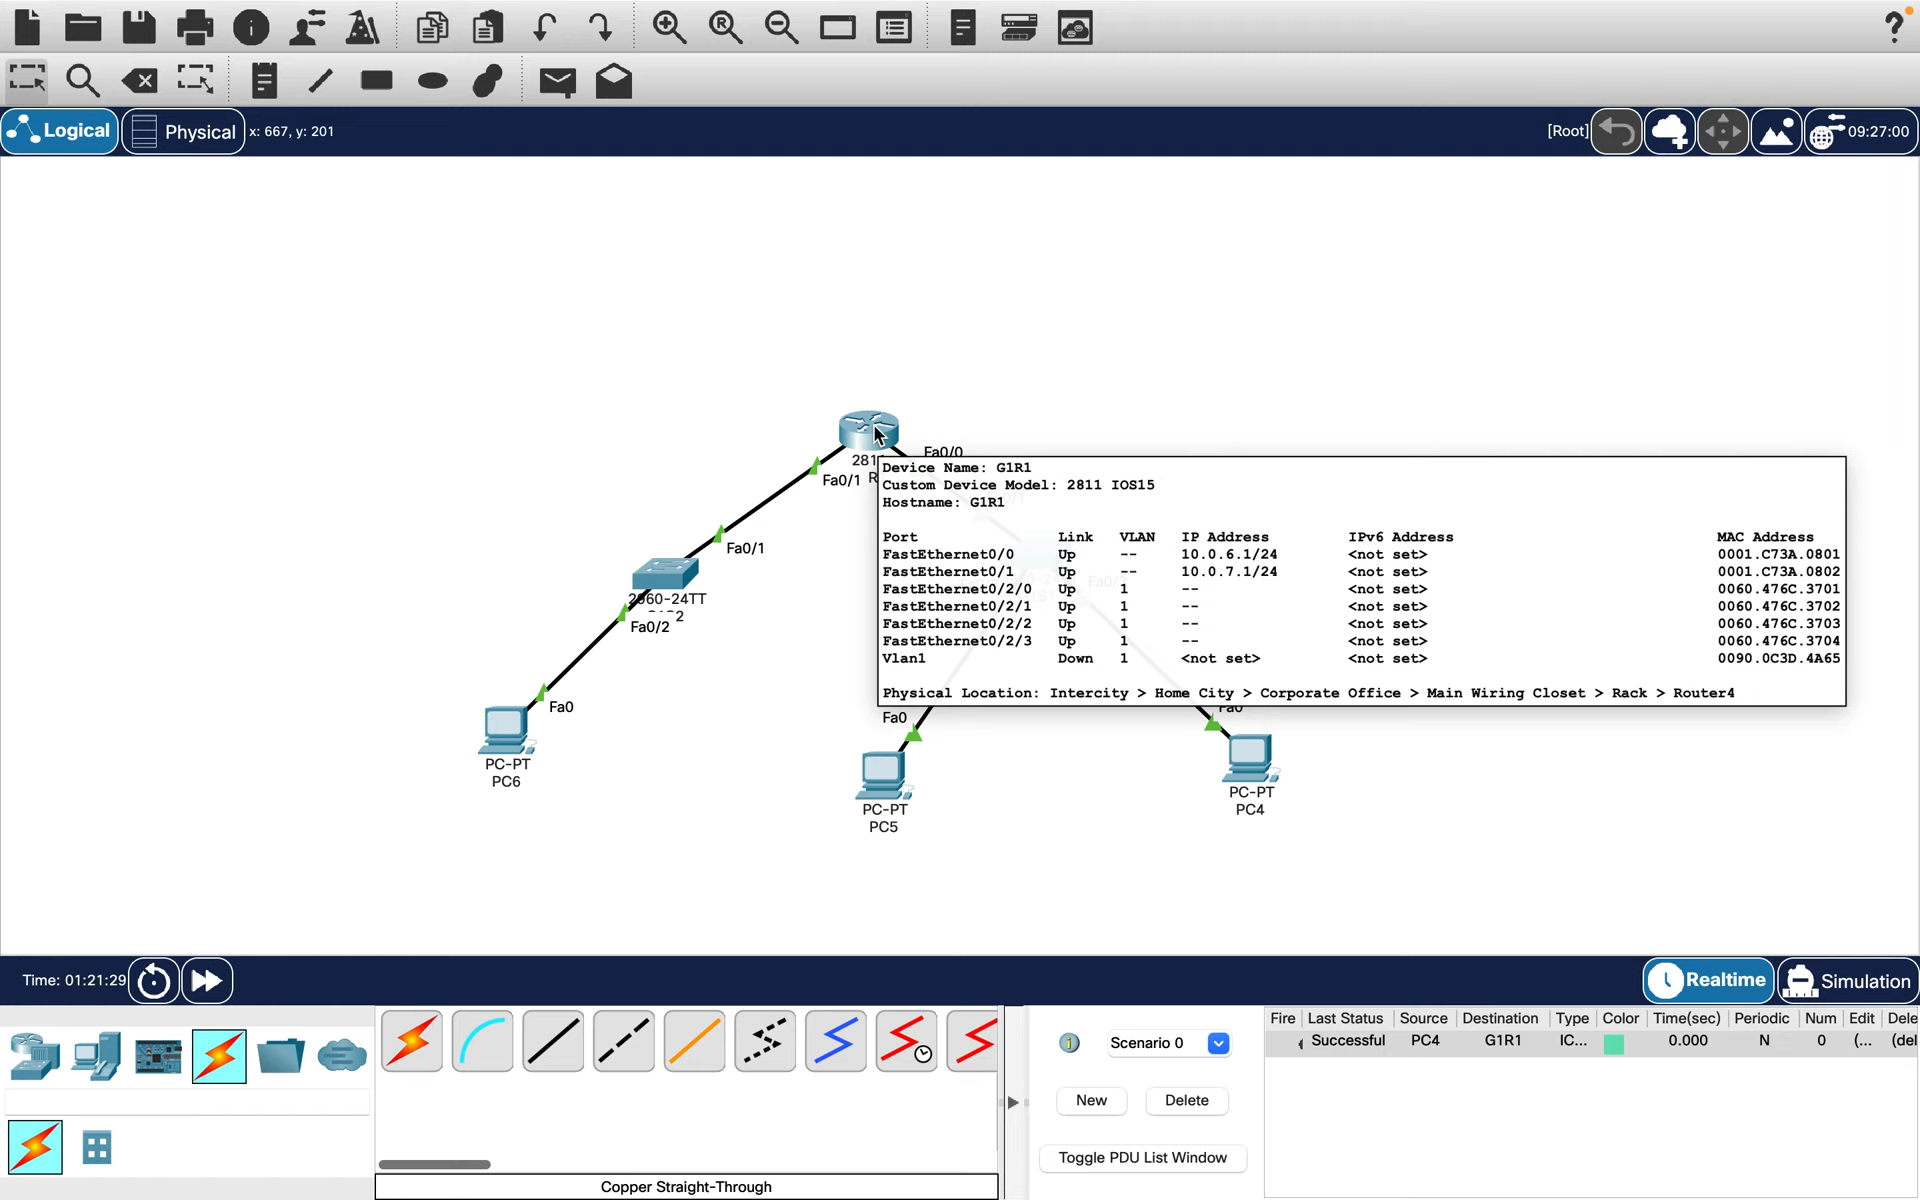 Logical
Physical
x: 667, y: 201
[Root]
09:27:00
Fa0/0
281
Fa0/1
R
Device Name: G1R1
Custom Device Model: 2811 IOS15
Hostname: G1R1
Port Link VLAN IP Address IPv6 Address MAC Address
FastEthernet0/0 Up -- 10.0.6.1/24 <not set> 0001.C73A.0801
FastEthernet0/1 Up -- 10.0.7.1/24 <not set> 0001.C73A.0802
FastEthernet0/2/0 Up 1 -- <not set> 0060.476C.3701
FastEthernet0/2/1 Up 1 -- <not set> 0060.476C.3702
FastEthernet0/2/2 Up 1 -- <not set> 0060.476C.3703
FastEthernet0/2/3 Up 1 -- <not set> 0060.476C.3704
Vlan1 Down 1 <not set> <not set> 0090.0C3D.4A65
Physical Location: Intercity > Home City > Corporate Office > Main Wiring Closet > Rack > Router4
Fa0/1
2960-24TT
2
Fa0/2
Fa0
PC-PT
PC6
Fa0
PC-PT
PC5
Fa0
PC-PT
PC4
Time: 01:21:29
Realtime
Simulation
Scenario 0
New
Delete
Toggle PDU List Window
Fire Last Status Source Destination Type Color Time(sec) Periodic Num Edit Dele
Successful PC4 G1R1 IC... 0.000 N 0 (... (del
Copper Straight-Through